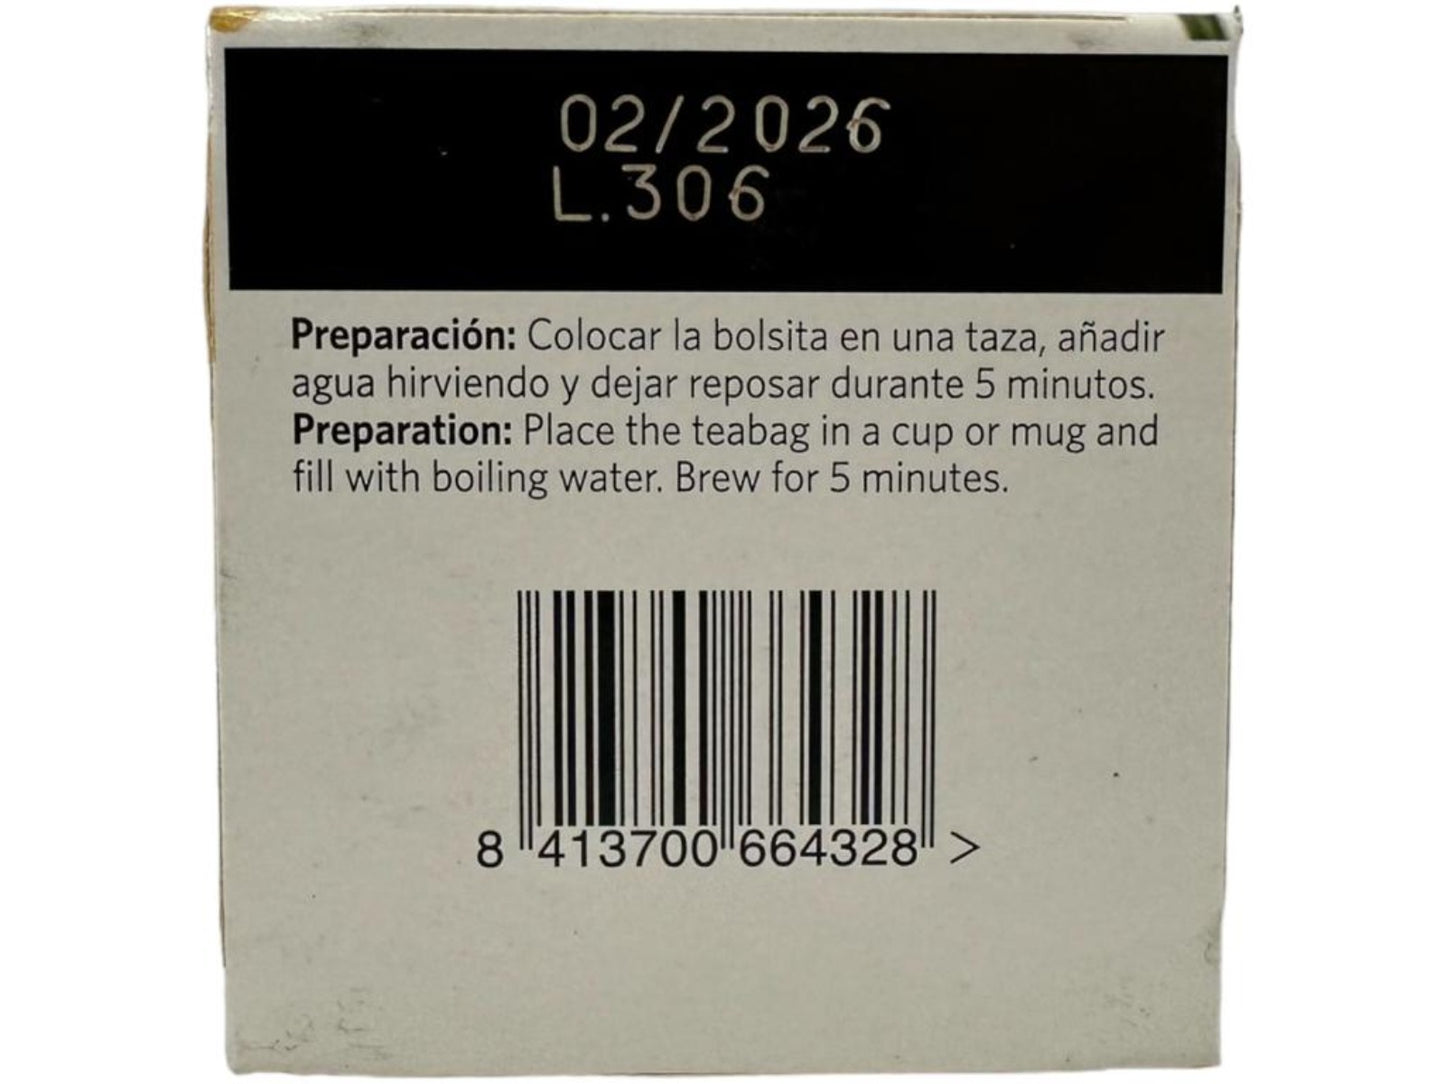 02/2026
L.306
Preparación: Colocar la bolsita en una taza, añadir
agua hirviendo y dejar reposar durante 5 minutos.
Preparation: Place the teabag in a cup or mug and
fill with boiling water. Brew for 5 minutes.
8 413700 664328 >